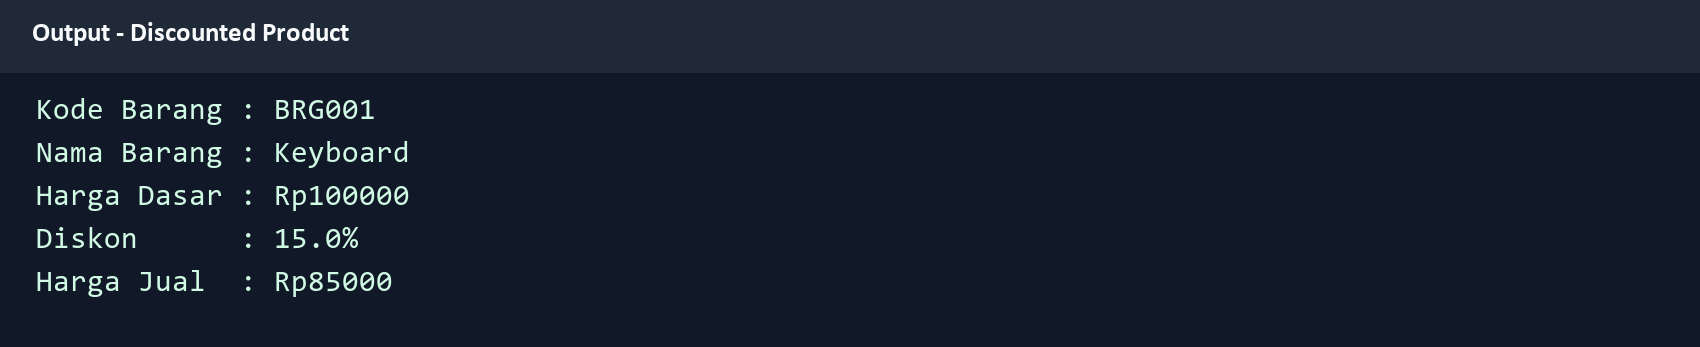 Output - Discounted Product
Kode Barang : BRG001
Nama Barang : Keyboard
Harga Dasar : Rp100000
Diskon      : 15.0%
Harga Jual  : Rp85000